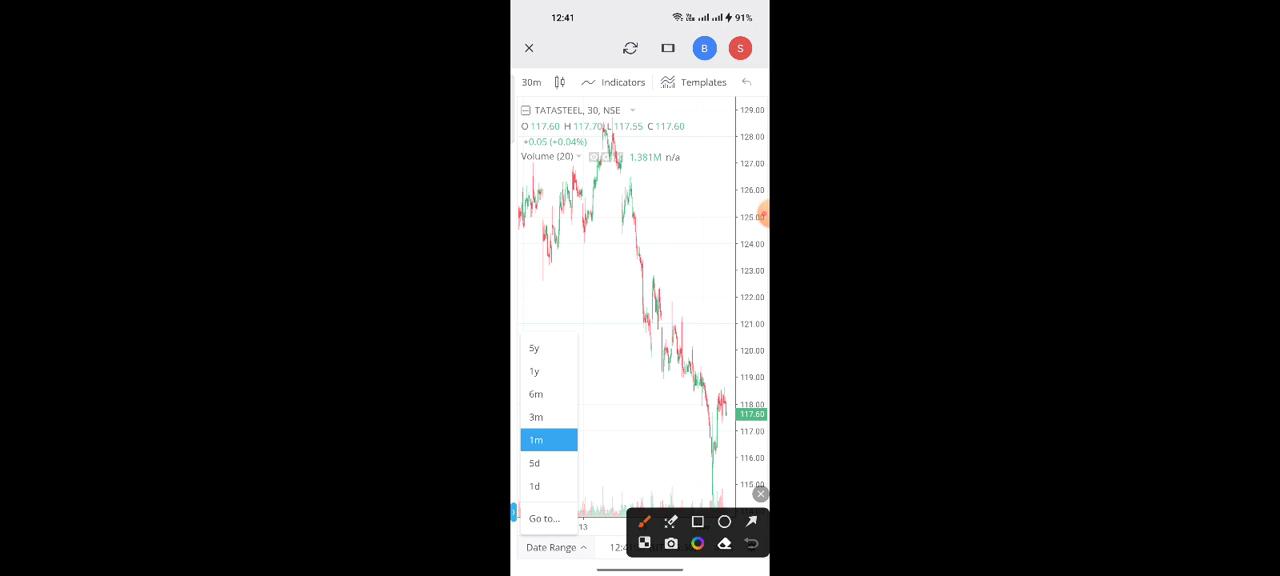 12:41
91%
B
S
30m
Indicators
Templates
TATASTEEL, 30, NSE
O 117.60 H 117.70 L 117.55 C 117.60
+0.05 (+0.04%)
Volume (20)
1.381M n/a
129.00
128.00
127.00
126.00
125.00
124.00
123.00
122.00
121.00
120.00
119.00
118.00
117.60
117.00
116.00
115.00
5y
1y
6m
3m
1m
5d
1d
Go to...
13
Date Range